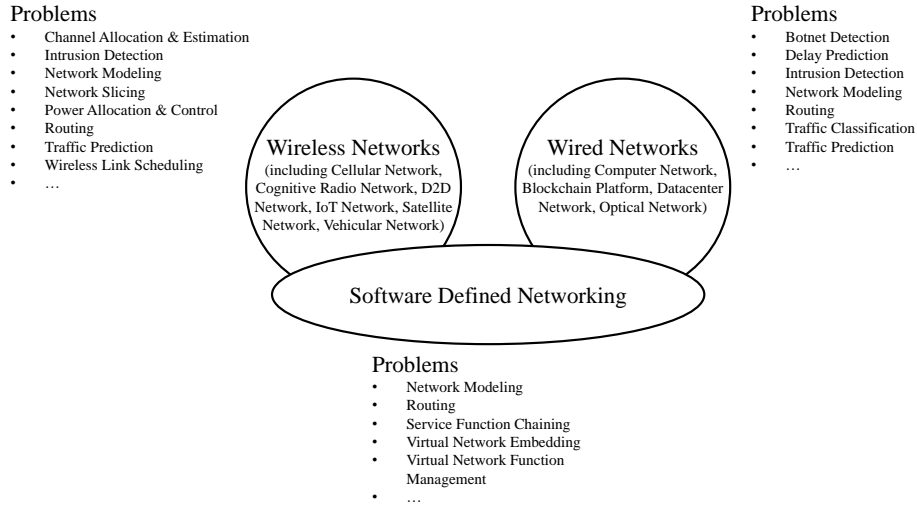 Problems
• Channel Allocation & Estimation
• Intrusion Detection
• Network Modeling
• Network Slicing
• Power Allocation & Control
• Routing
• Traffic Prediction
• Wireless Link Scheduling
• …
Wireless Networks
(including Cellular Network,
Cognitive Radio Network, D2D
Network, IoT Network, Satellite
Network, Vehicular Network)
Wired Networks
(including Computer Network,
Blockchain Platform, Datacenter
Network, Optical Network)
Problems
• Botnet Detection
• Delay Prediction
• Intrusion Detection
• Network Modeling
• Routing
• Traffic Classification
• Traffic Prediction
• …
Software Defined Networking
Problems
• Network Modeling
• Routing
• Service Function Chaining
• Virtual Network Embedding
• Virtual Network Function
Management
• …